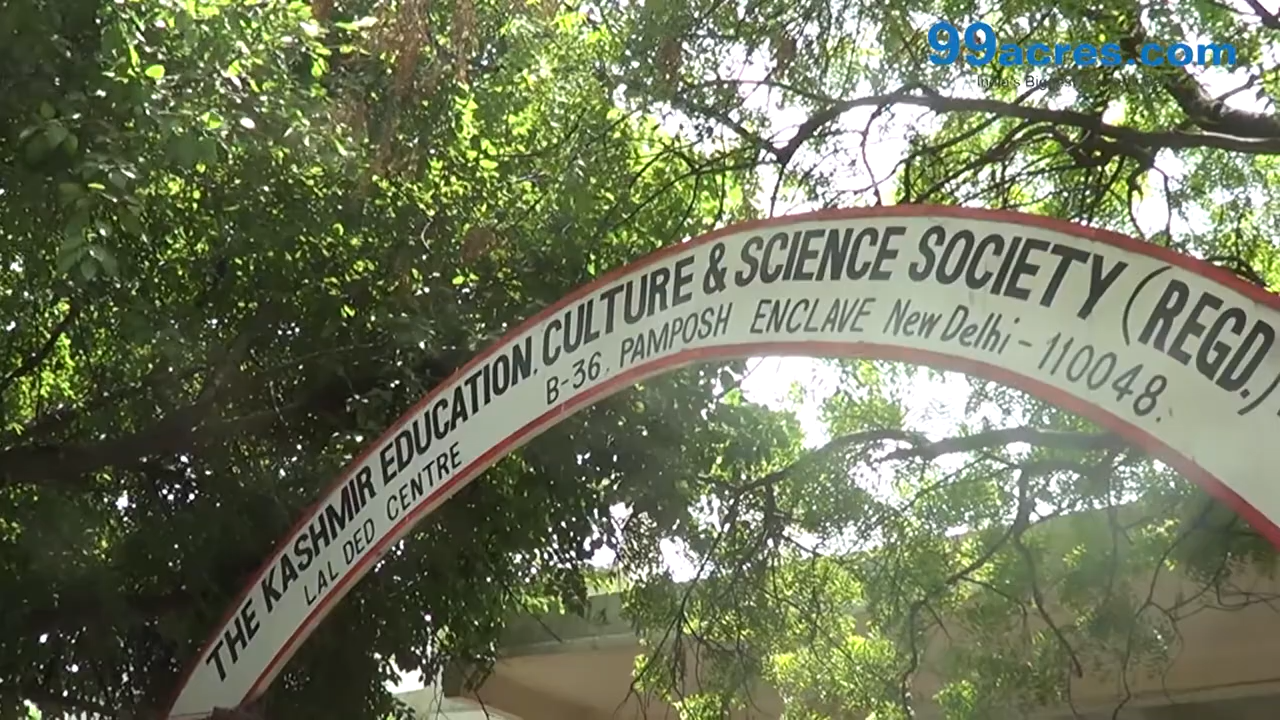 99acres.com
THE KASHMIR EDUCATION, CULTURE & SCIENCE SOCIETY (REGD.)
LAL DED CENTRE B-36, PAMPOSH ENCLAVE New Delhi - 110048.